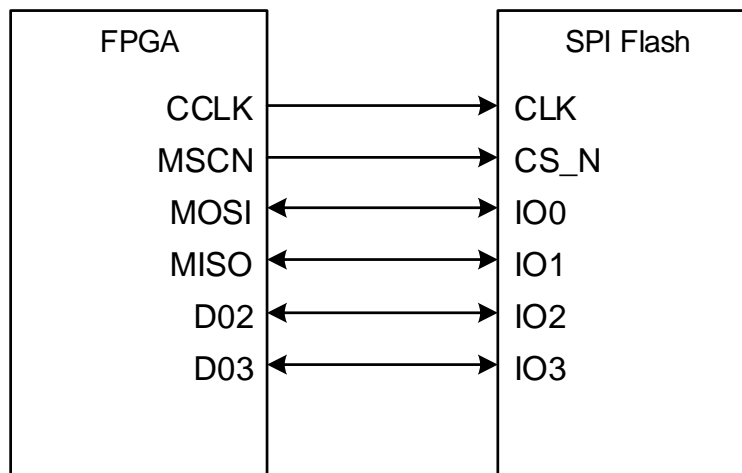 FPGA SPI Flash
CCLK CLK
MSCN CS_N
MOSI IO0
MISO IO1
D02 IO2
D03 IO3